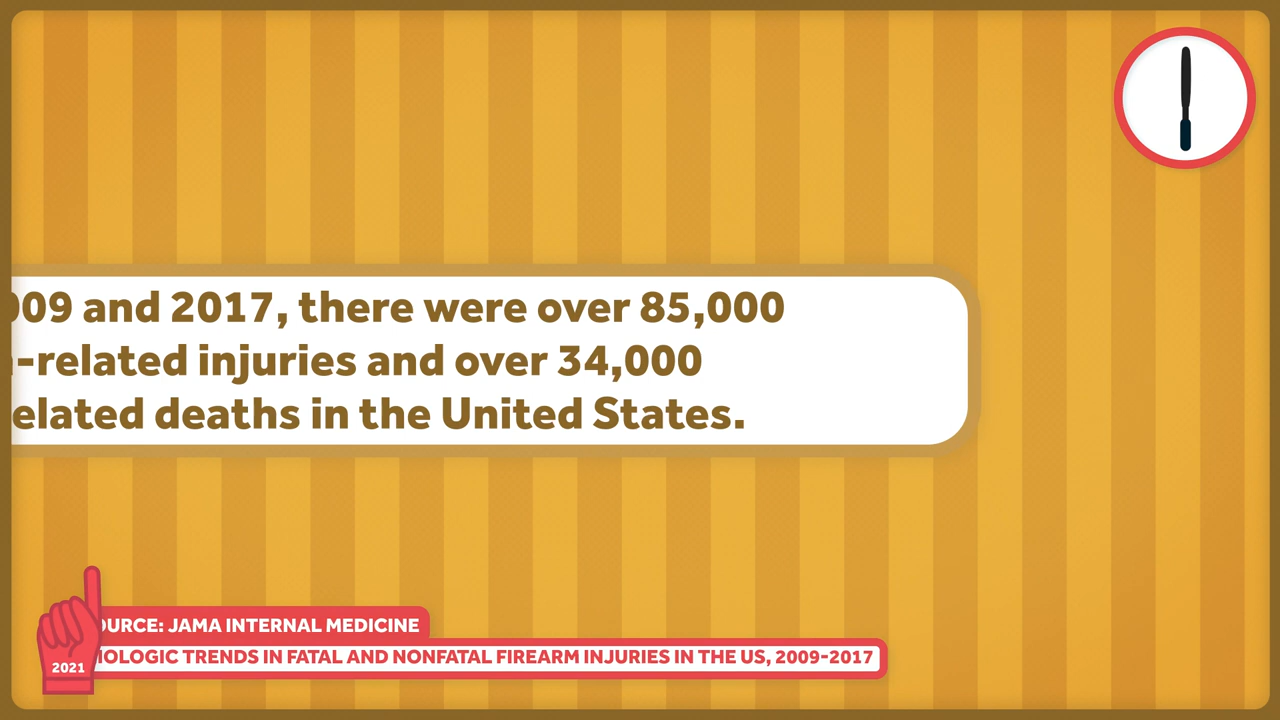 009 and 2017, there were over 85,000
-related injuries and over 34,000
elated deaths in the United States.
OURCE: JAMA INTERNAL MEDICINE
IOLOGIC TRENDS IN FATAL AND NONFATAL FIREARM INJURIES IN THE US, 2009-2017
2021